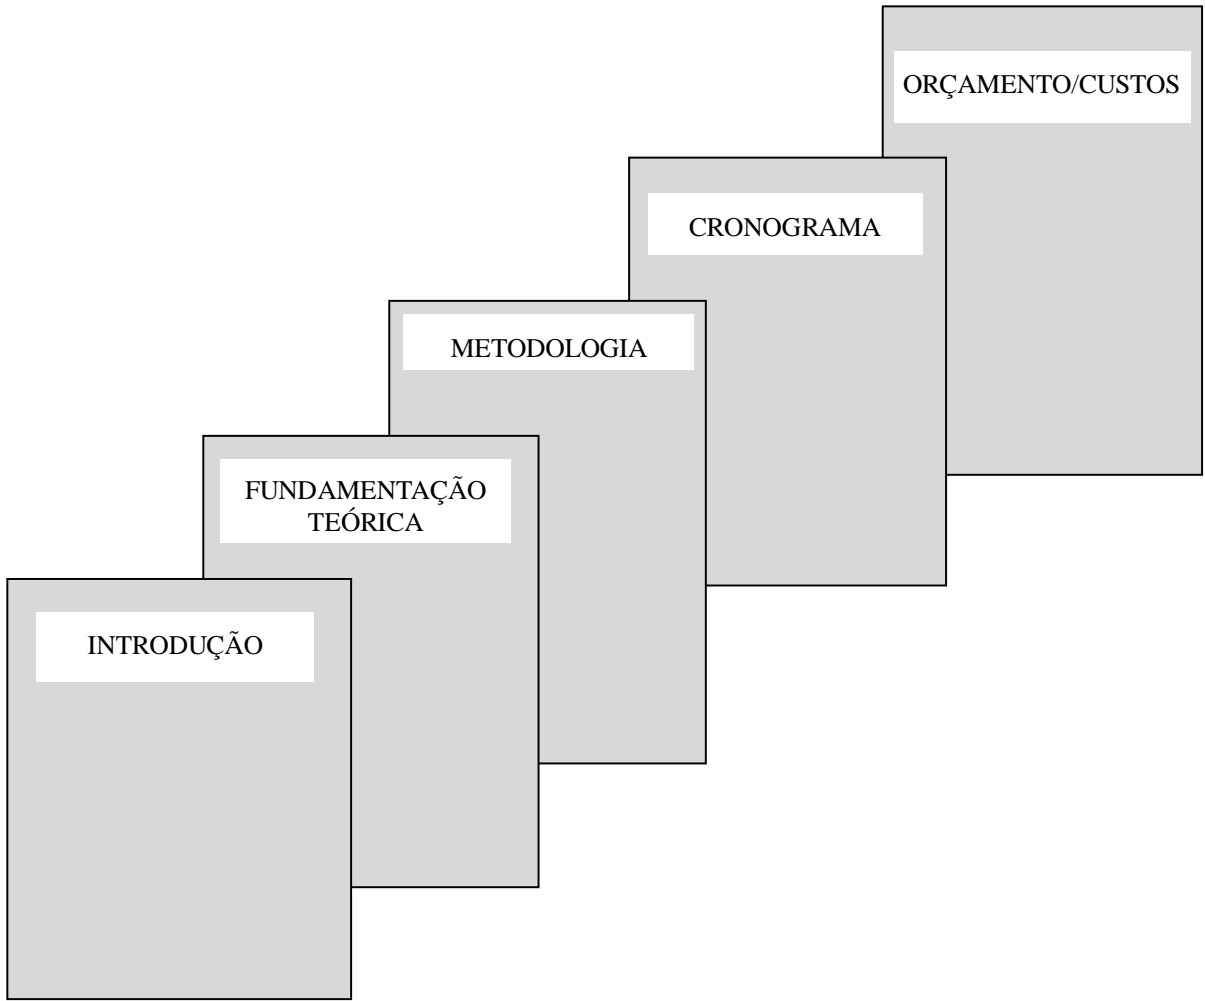 ORÇAMENTO/CUSTOS
CRONOGRAMA
METODOLOGIA
FUNDAMENTAÇÃO
TEÓRICA
INTRODUÇÃO